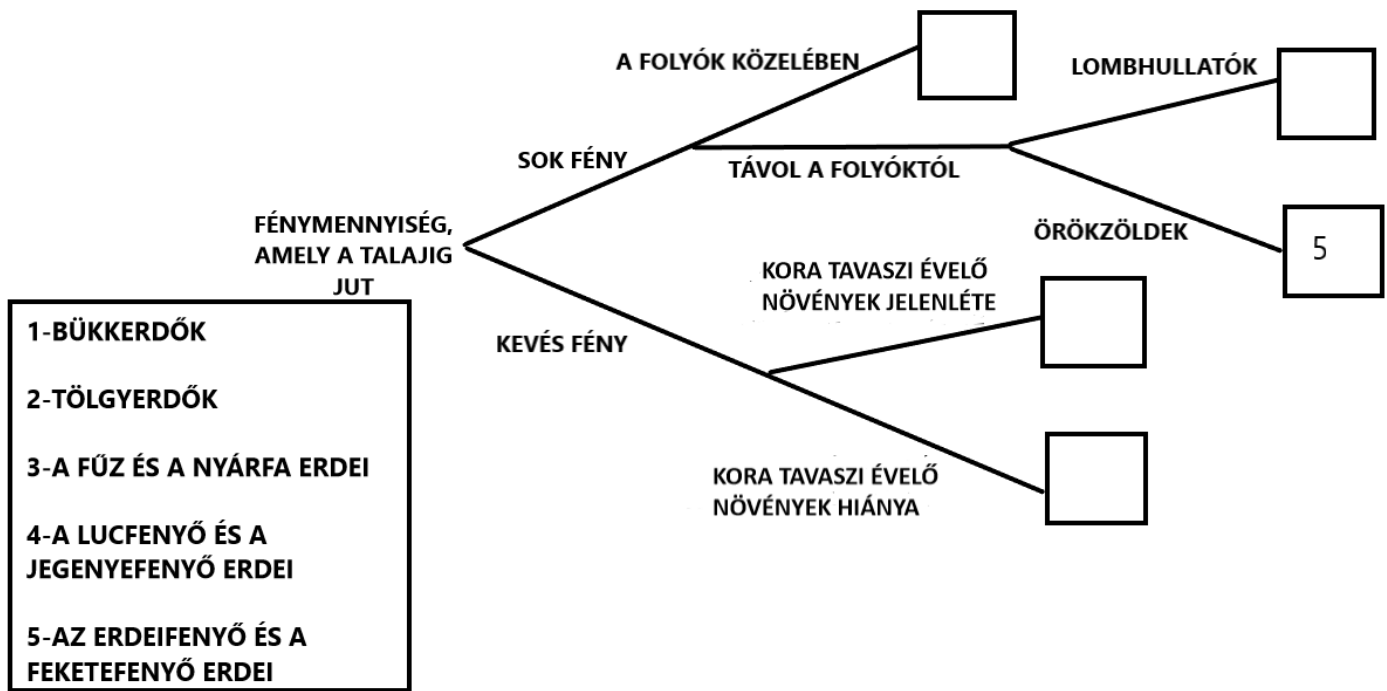 A FOLYÓK KÖZELÉBEN
LOMBHULLATÓK
SOK FÉNY
TÁVOL A FOLYÓKTÓL
FÉNYMENNYISÉG,
AMELY A TALAJIG
JUT
ÖRÖKZÖLDEK
5
KORA TAVASZI ÉVELŐ
NÖVÉNYEK JELENLÉTE
KEVÉS FÉNY
KORA TAVASZI ÉVELŐ
NÖVÉNYEK HIÁNYA
1-BÜKKERDŐK
2-TÖLGYERDŐK
3-A FŰZ ÉS A NYÁRFA ERDEI
4-A LUCFENYŐ ÉS A
JEGENYEFENYŐ ERDEI
5-AZ ERDEIFENYŐ ÉS A
FEKETEFENYŐ ERDEI